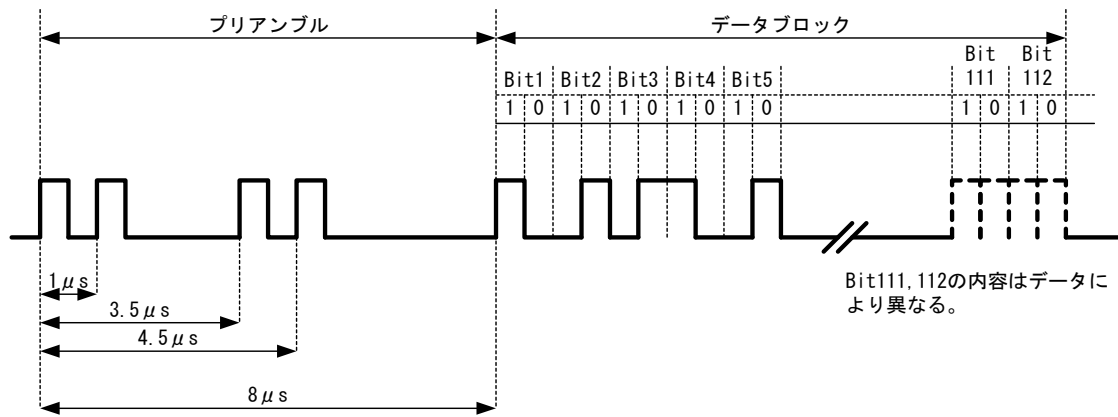 プリアンブル
データブロック
Bit1 Bit2 Bit3 Bit4 Bit5
Bit 111
Bit 112
1 0 1 0 1 0 1 0 1 0
1 0 1 0
1μs
3.5μs
4.5μs
8μs
Bit111,112の内容はデータに
より異なる。